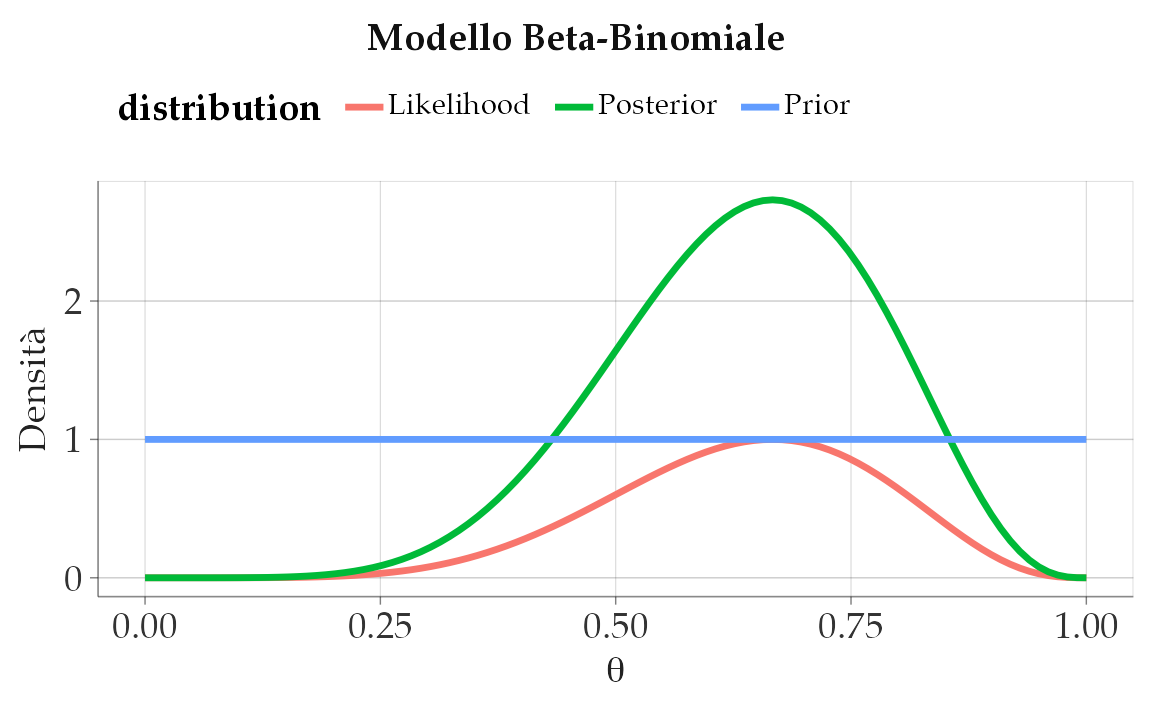 Modello Beta-Binomiale
distribution Likelihood Posterior Prior
Densità
2
1
0
0.00 0.25 0.50 0.75 1.00
θ